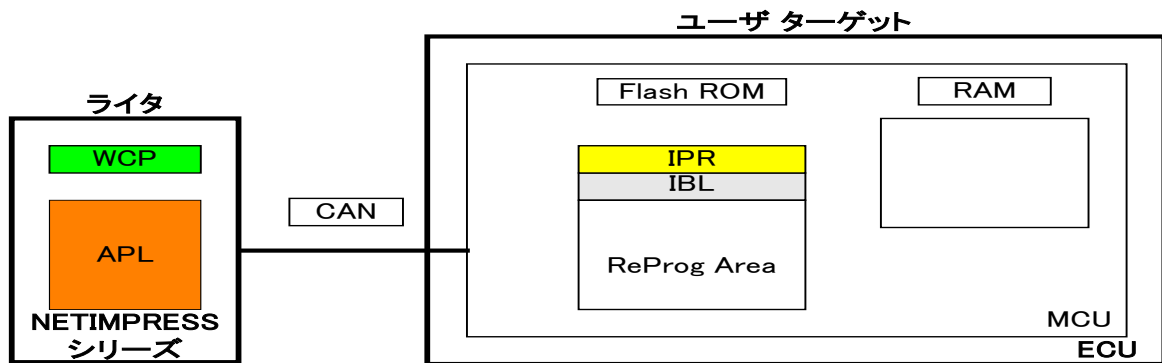 ユーザ ターゲット
ライタ
WCP
APL
NETIMPRESS
シリーズ
CAN
Flash ROM
IPR
IBL
ReProg Area
RAM
MCU
ECU